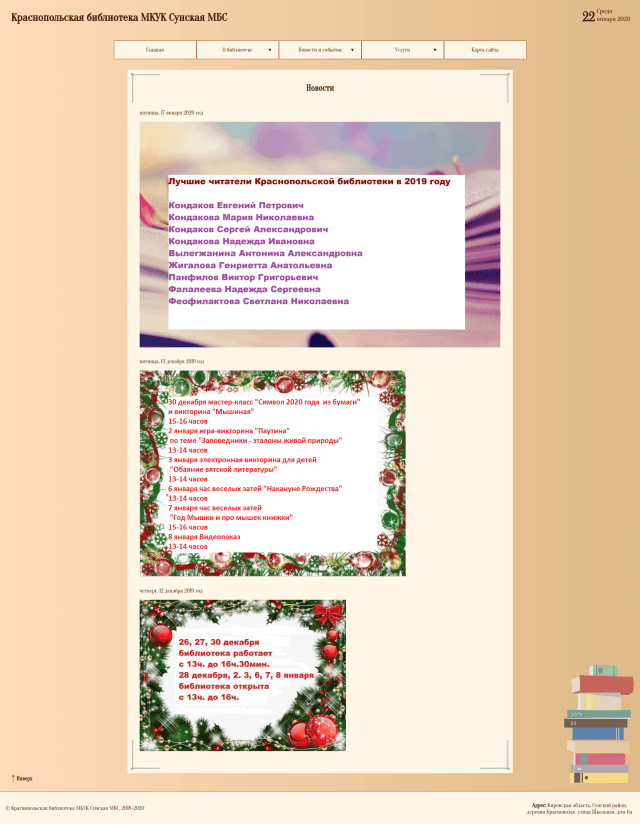 Краснопольская библиотека МКУК Сунская МБС
22 Среда
января 2020
Главная
О библиотеке
Новости и события
Услуги
Карта сайта
Новости
пятница, 17 января 2020 год
Лучшие читатели Краснопольской библиотеки в 2019 году
Кондаков Евгений Петрович
Кондакова Мария Николаевна
Кондаков Сергей Александрович
Кондакова Надежда Ивановна
Вылегжанина Антонина Александровна
Жигалова Генриетта Анатольевна
Панфилов Виктор Григорьевич
Фалалеева Надежда Сергеевна
Феофилактова Светлана Николаевна
пятница, 13 декабря 2019 год
30 декабря мастер-класс "Символ 2020 года из бумаги"
и викторина "Мышиная"
15-16 часов
2 января игра-викторина "Паутина"
по теме "Заповедники - эталоны живой природы"
13-14 часов
3 января электронная викторина для детей
"Обаяние вятской литературы"
13-14 часов
6 января час веселых затей "Накануне Рождества"
13-14 часов
7 января час веселых затей
"Год Мышки и про мышек книжки"
15-16 часов
8 января Видеопоказ
13-14 часов
четверг, 12 декабря 2019 год
26, 27, 30 декабря
библиотека работает
с 13ч. до 16ч.30мин.
28 декабря, 2. 3, 6, 7, 8 января
библиотека открыта
с 13ч. до 16ч.
↑ Наверх
© Краснопольская библиотека МКУК Сунская МБС, 2018-2020
Адрес: Кировская область, Сунский район,
деревня Краснополье, улица Школьная, дом 6а